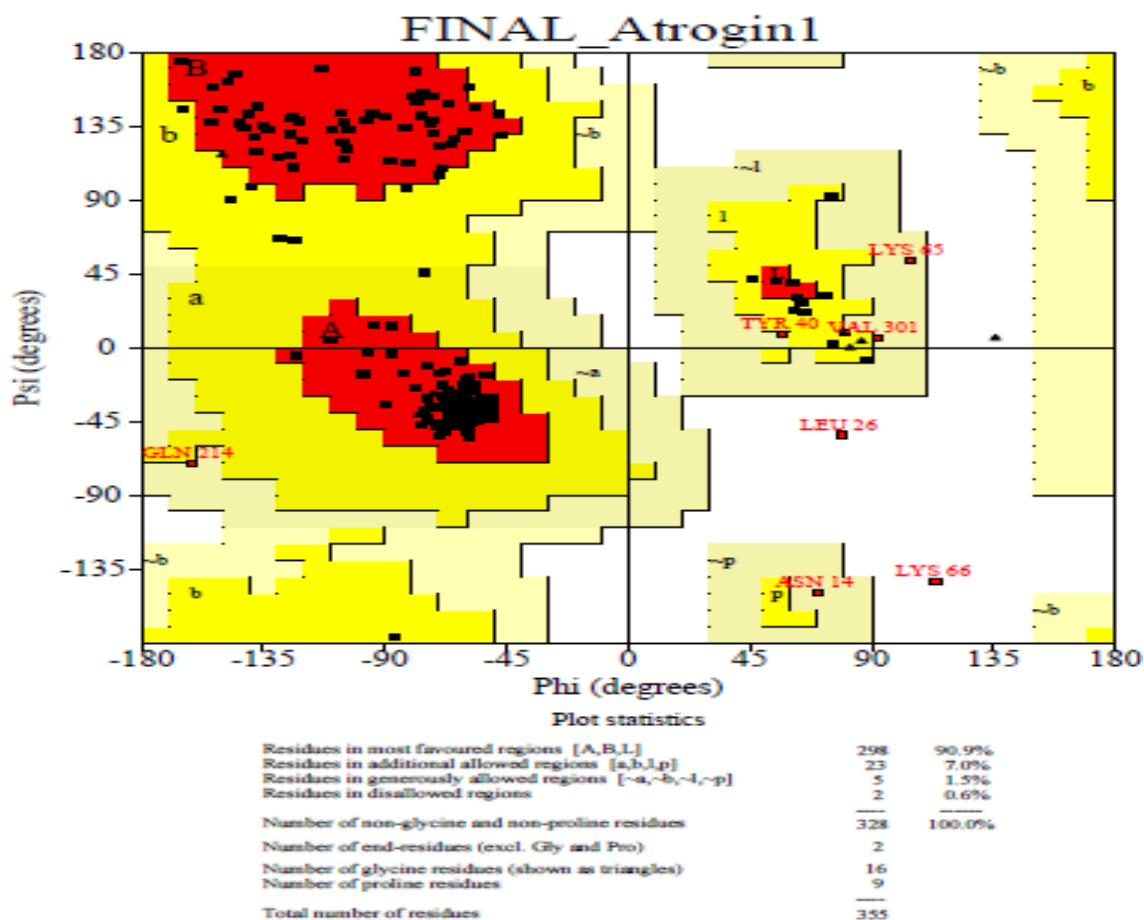 FINAL_Atrogin1
180
B
~b
b
b
135
~b
~l
90
l
LYS 65
45
L
a
A
TYR 40
VAL 301
0
~a
-45
LEU 26
GLN 214
-90
-135
~b
~p
LYS 66
ASN 14
b
p
~b
-180 -135 -90 -45 0 45 90 135 180
Psi (degrees)
Phi (degrees)
Plot statistics
Residues in most favoured regions [A,B,L] 298 90.9%
Residues in additional allowed regions [a,b,l,p] 23 7.0%
Residues in generously allowed regions [~a,~b,~l,~p] 5 1.5%
Residues in disallowed regions 2 0.6%
---- ------
Number of non-glycine and non-proline residues 328 100.0%
Number of end-residues (excl. Gly and Pro) 2
Number of glycine residues (shown as triangles) 16
Number of proline residues 9
----
Total number of residues 355